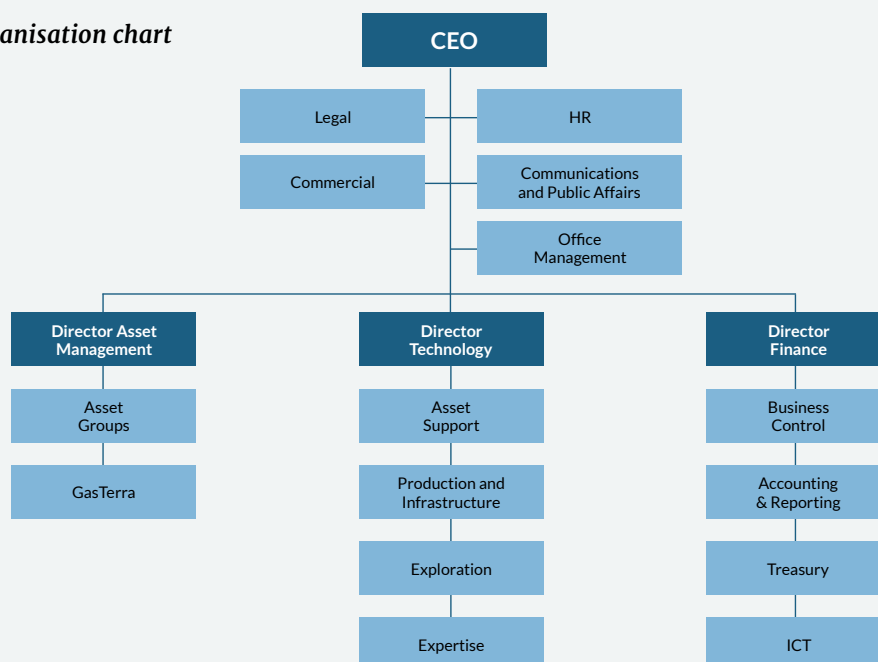 anisation chart
CEO
Legal
HR
Commercial
Communications
and Public Affairs
Office
Management
Director Asset
Management
Director
Technology
Director
Finance
Asset
Groups
Asset
Support
Business
Control
GasTerra
Production and
Infrastructure
Accounting
& Reporting
Exploration
Treasury
Expertise
ICT